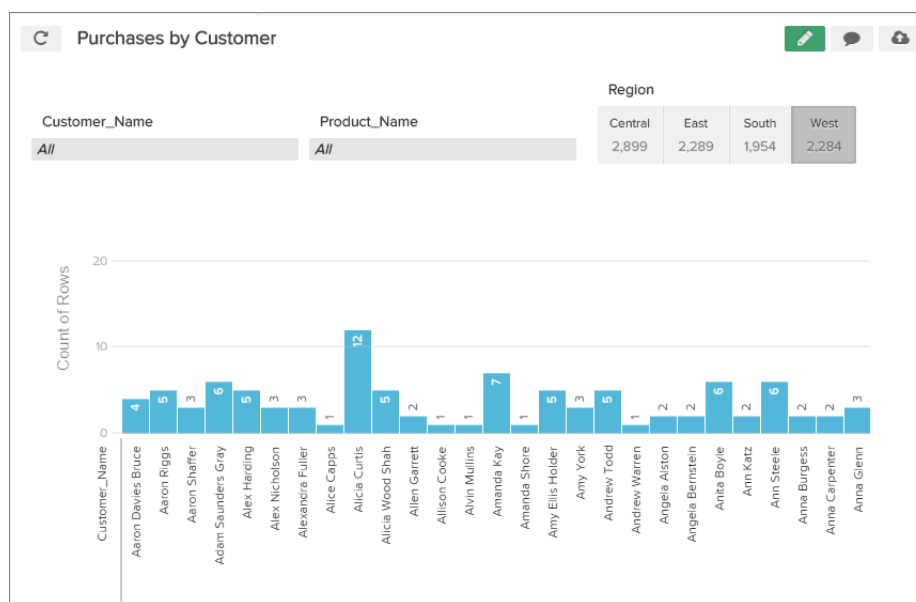 Purchases by Customer
Region
Customer_Name
Product_Name
Central
East
South
West
All
All
2,899
2,289
1,954
2,284
Count of Rows
20
10
0
4
5
3
6
5
3
3
1
12
5
2
1
1
7
1
5
3
5
1
2
2
6
2
6
2
2
3
Customer_Name
Aaron Davies Bruce
Aaron Riggs
Aaron Shaffer
Adam Saunders Gray
Alex Harding
Alex Nicholson
Alexandra Fuller
Alice Capps
Alicia Curtis
Alicia Wood Shah
Allen Garrett
Allison Cooke
Alvin Mullins
Amanda Kay
Amanda Shore
Amy Ellis Holder
Amy York
Andrew Todd
Andrew Warren
Angela Alston
Angela Bernstein
Anita Boyle
Ann Katz
Ann Steele
Anna Burgess
Anna Carpenter
Anna Glenn